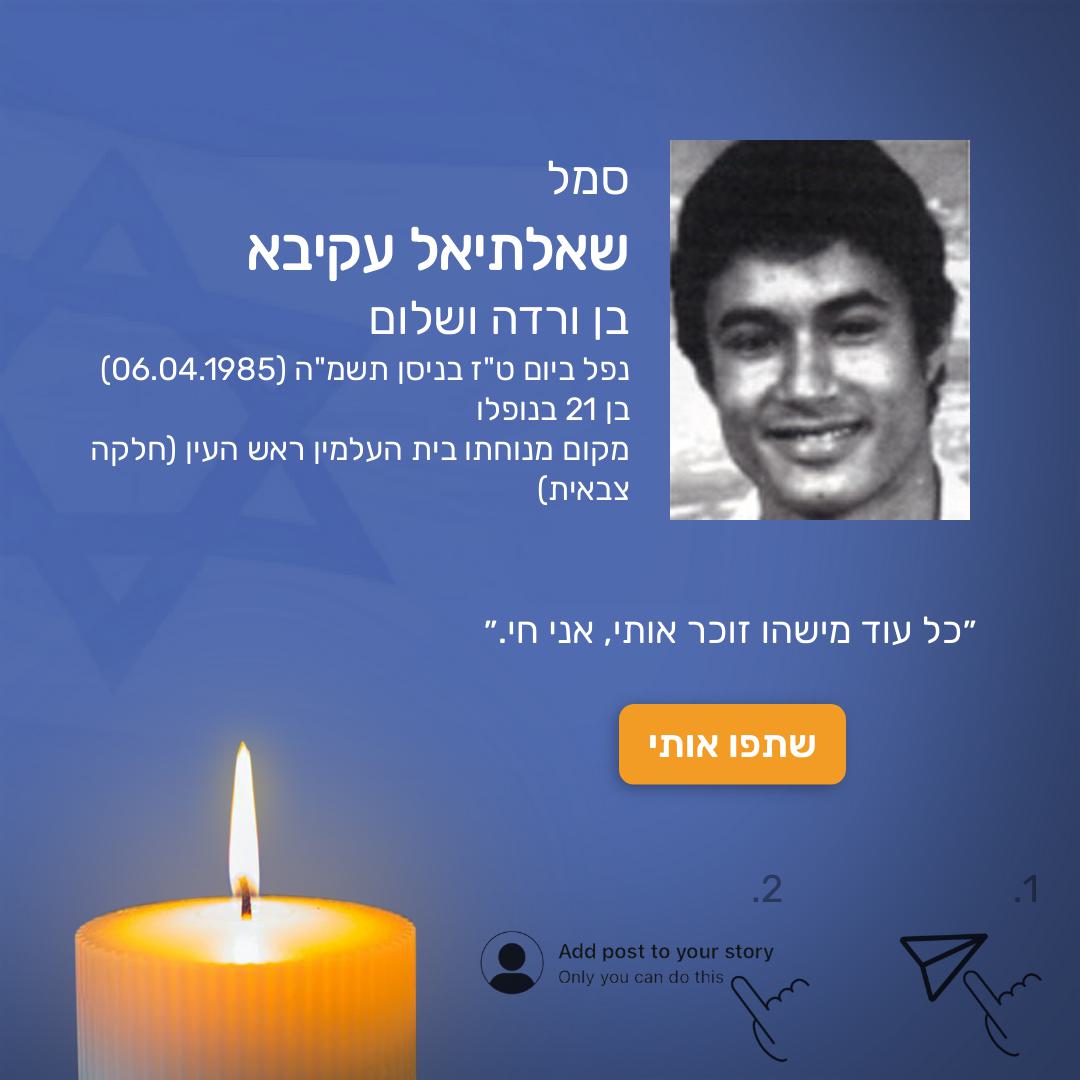 סמל
שאלתיאל עקיבא
בן ורדה ושלום
נפל ביום ט"ז בניסן תשמ"ה (06.04.1985)
בן 21 בנופלו
מקום מנוחתו בית העלמין ראש העין (חלקה
צבאית)
״כל עוד מישהו זוכר אותי, אני חי.״
שתפו אותי
1.
2.
Add post to your story
Only you can do this